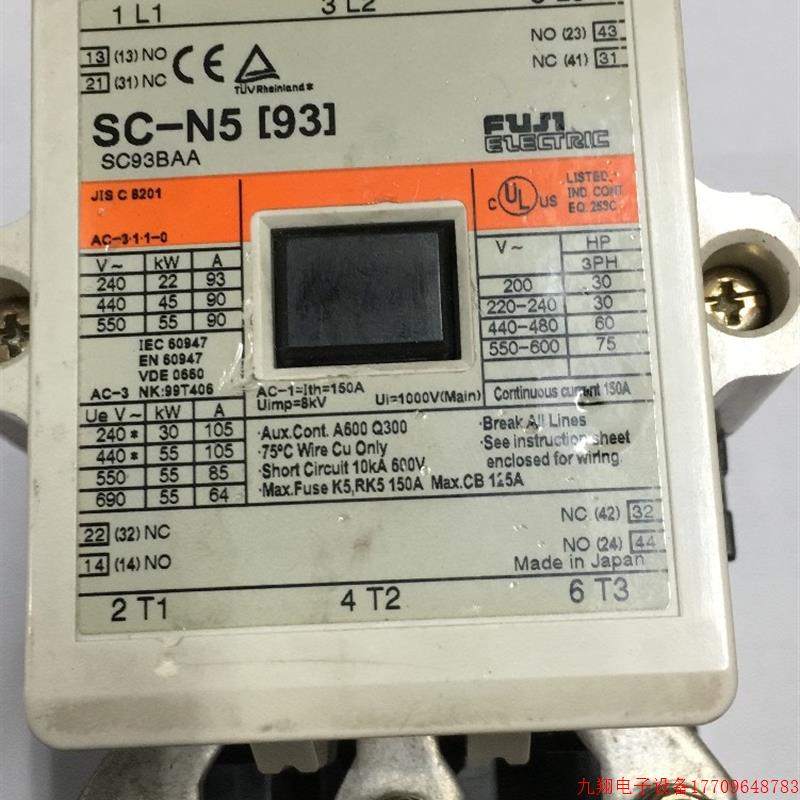 1 L1 3 L2
13 (13) NO
NO (23) 43
21 (31) NC
NC (41) 31
CE
TÜV Rheinland
SC-N5 [93]
SC93BAA
FUJI
ELECTRIC
JIS C 8201
AC-3·1·1-0
V~ kW A
240 22 93
440 45 90
550 55 90
IEC 60947
EN 60947
VDE 0660
AC-3 NK:99T406
Ue V~ kW A
240* 30 105
440* 55 105
550 55 85
690 55 64
C UL US
LISTED
IND. CONT.
EQ. 253C
V~ HP
3PH
200 30
220-240 30
440-480 60
550-600 75
Continuous current 150A
AC-1=Ith=150A
Uimp=8kV Ui=1000V(Main)
·Aux.Cont. A600 Q300
·75°C Wire Cu Only
·Short Circuit 10kA 600V
·Max.Fuse K5,RK5 150A Max.CB 125A
·Break All Lines
·See instruction sheet
enclosed for wiring.
22 (32) NC
NC (42) 32
14 (14) NO
NO (24) 44
Made in Japan
2 T1 4 T2 6 T3
九翔电子设备17709648783